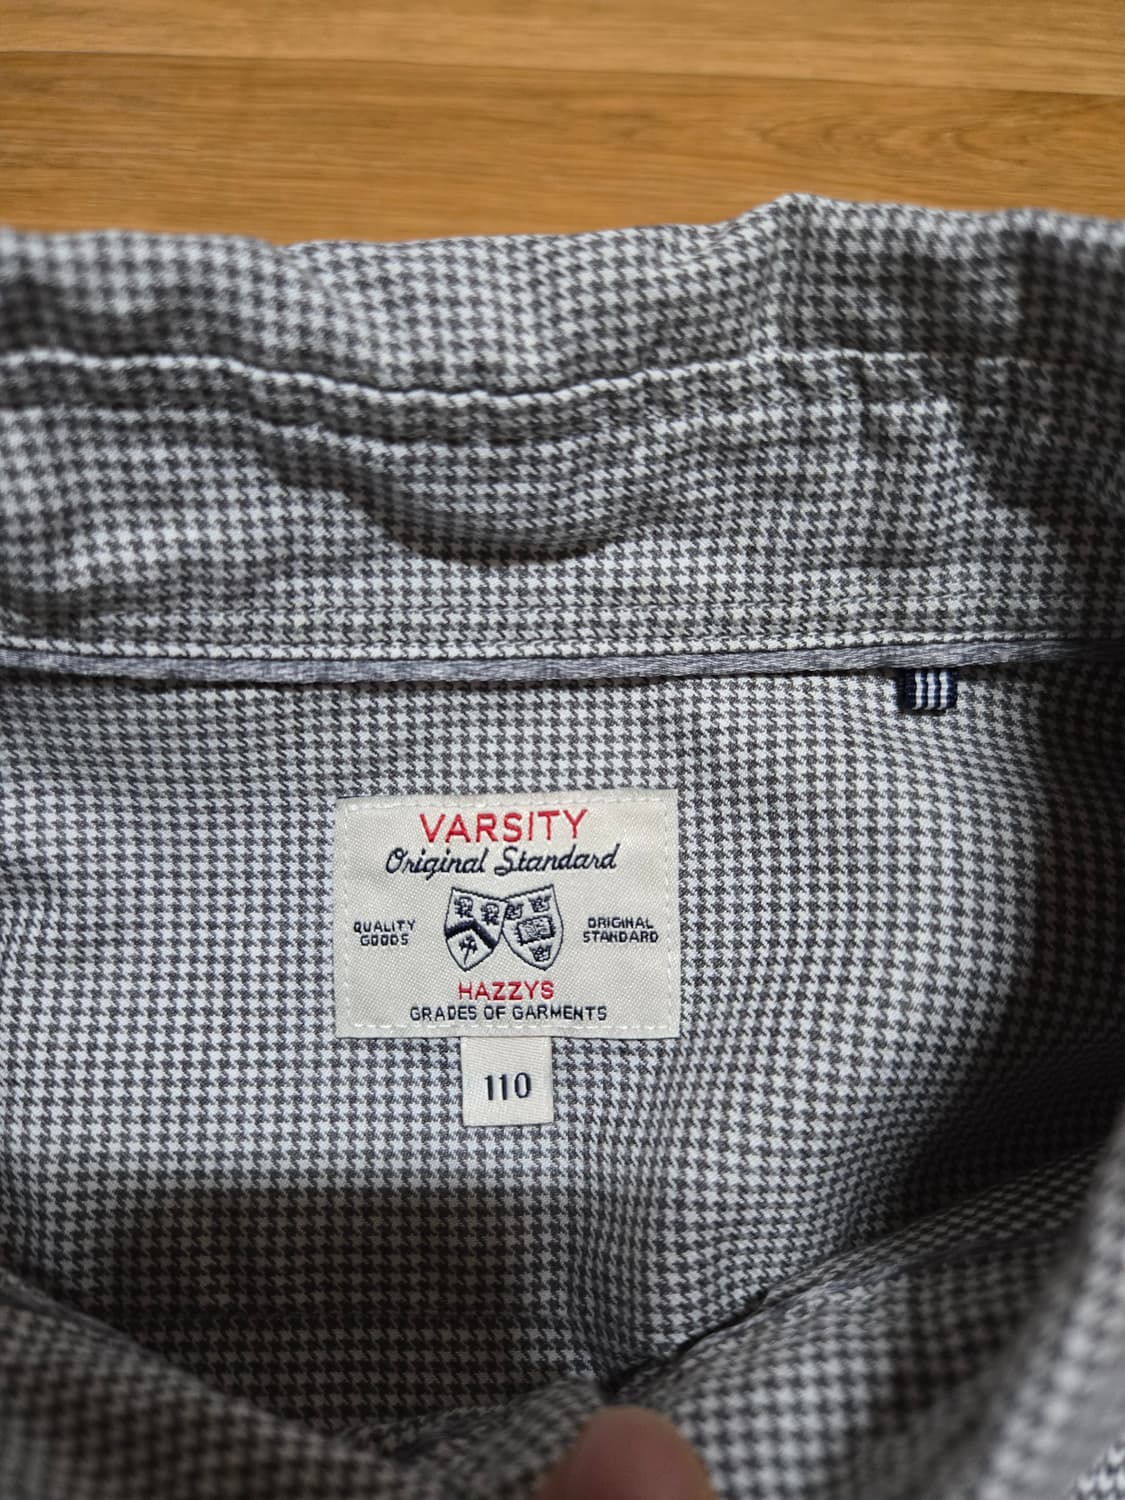 VARSITY
Original Standard
QUALITY
GOODS
ORIGINAL
STANDARD
HAZZYS
GRADES OF GARMENTS
110